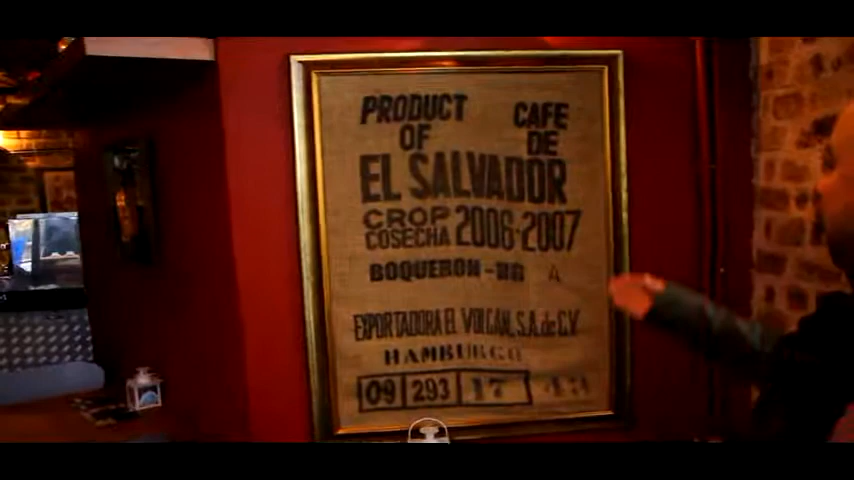 PRODUCT CAFE
OF DE
EL SALVADOR
CROP 2006-2007
COSECHA
BOQUERON-
EXPORTADORA EL VOLCAN, S.A. de C.V
HAMBURGO
09 293 17